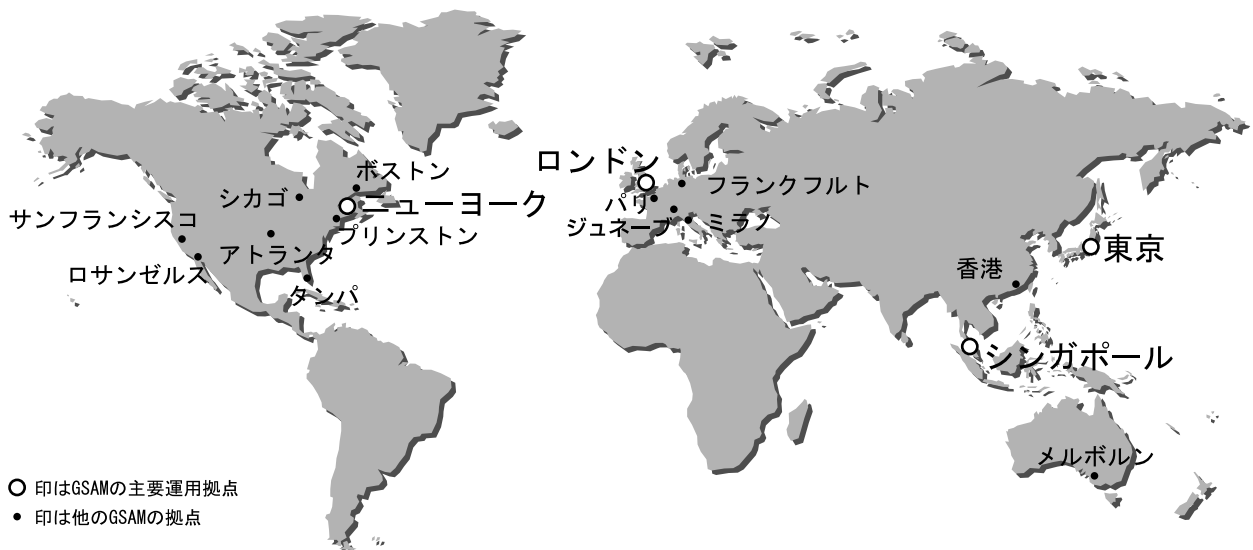 ロンドン
ボストン
フランクフルト
シカゴ
ニューヨーク
パリ
サンフランシスコ
ジュネーブ
ミラノ
プリンストン
アトランタ
東京
ロサンゼルス
香港
タンパ
シンガポール
メルボルン
印はGSAMの主要運用拠点
印は他のGSAMの拠点